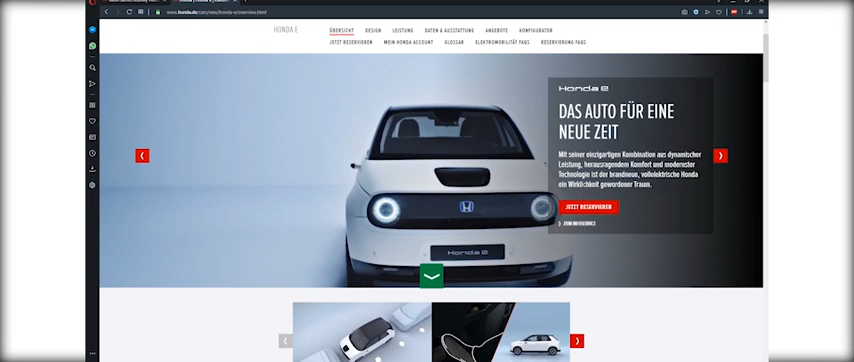 www.honda.de/cars/new/honda-e/overview.html
HONDA E
ÜBERSICHT DESIGN LEISTUNG DATEN & AUSSTATTUNG ANGEBOTE KONFIGURATOR
JETZT RESERVIEREN MEIN HONDA ACCOUNT GLOSSAR ELEKTROMOBILITÄT FAQS RESERVIERUNG FAQS
Honda e
DAS AUTO FÜR EINE
NEUE ZEIT
Mit seiner einzigartigen Kombination aus dynamischer
Leistung, herausragendem Komfort und modernster
Technologie ist der brandneue, vollelektrische Honda
ein Wirklichkeit gewordener Traum.
JETZT RESERVIEREN
ZUM INFOSERVICE
Honda e